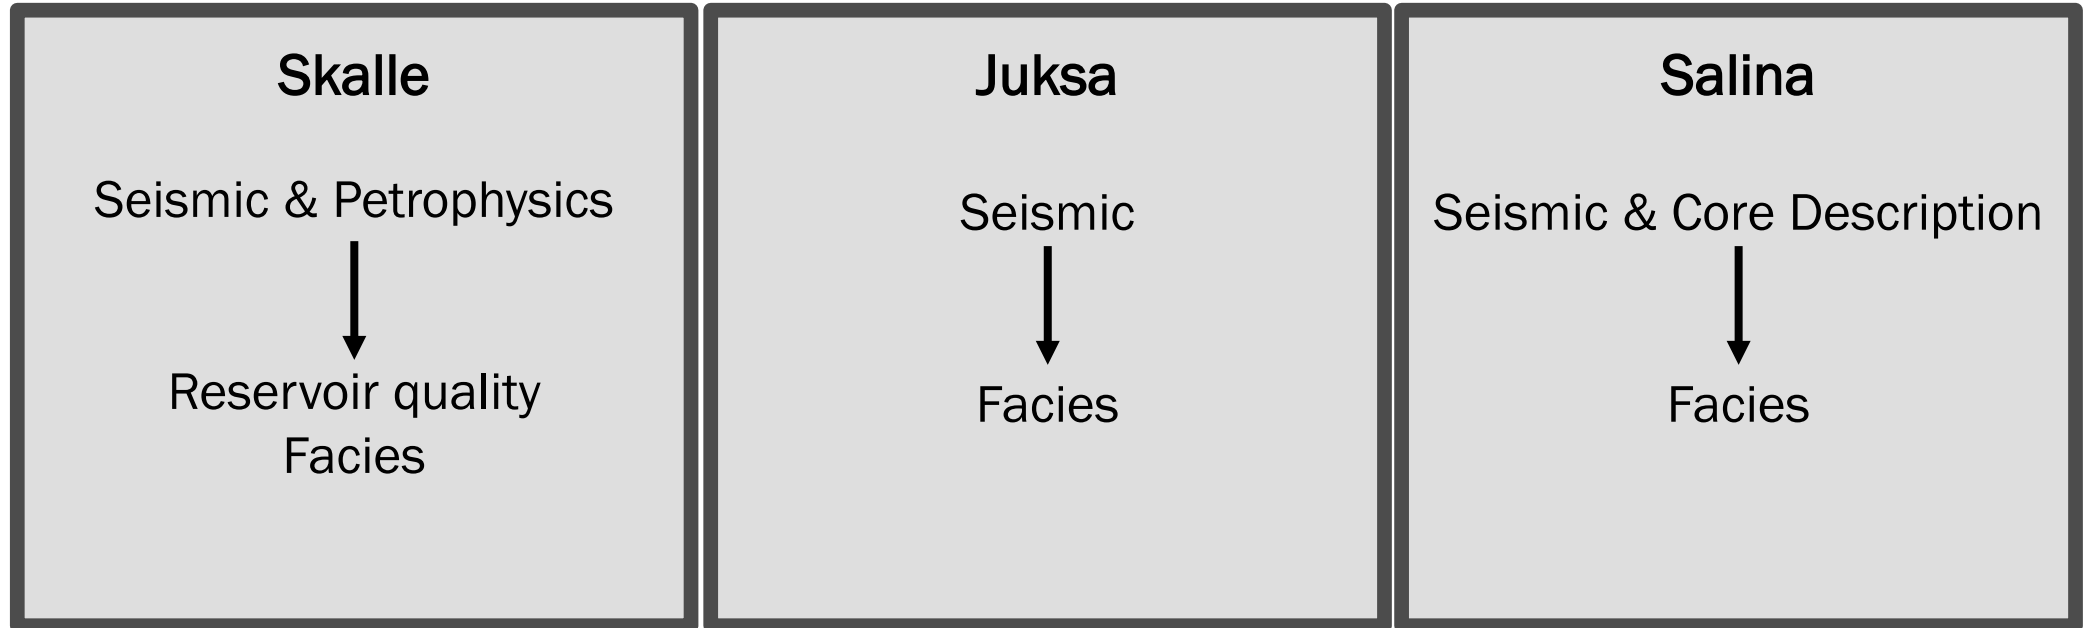 Skalle
Seismic & Petrophysics
Reservoir quality
Facies
Juksa
Seismic
Facies
Salina
Seismic & Core Description
Facies